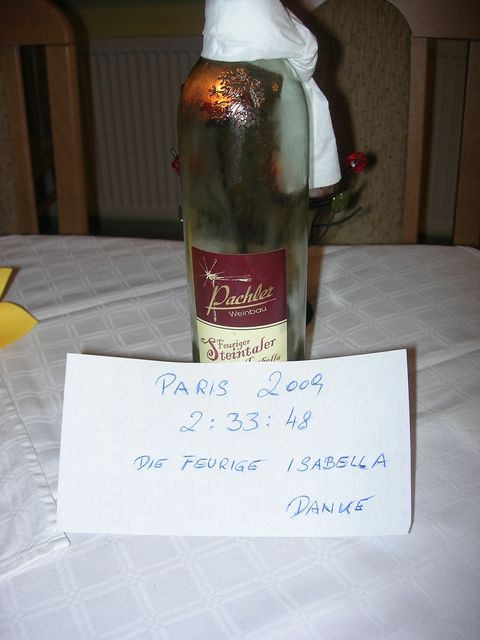 Pachler
Weinbau
Feuriger
Steintaler
PARIS 2009
2:33:48
DIE FEURIGE ISABELLA
DANKE